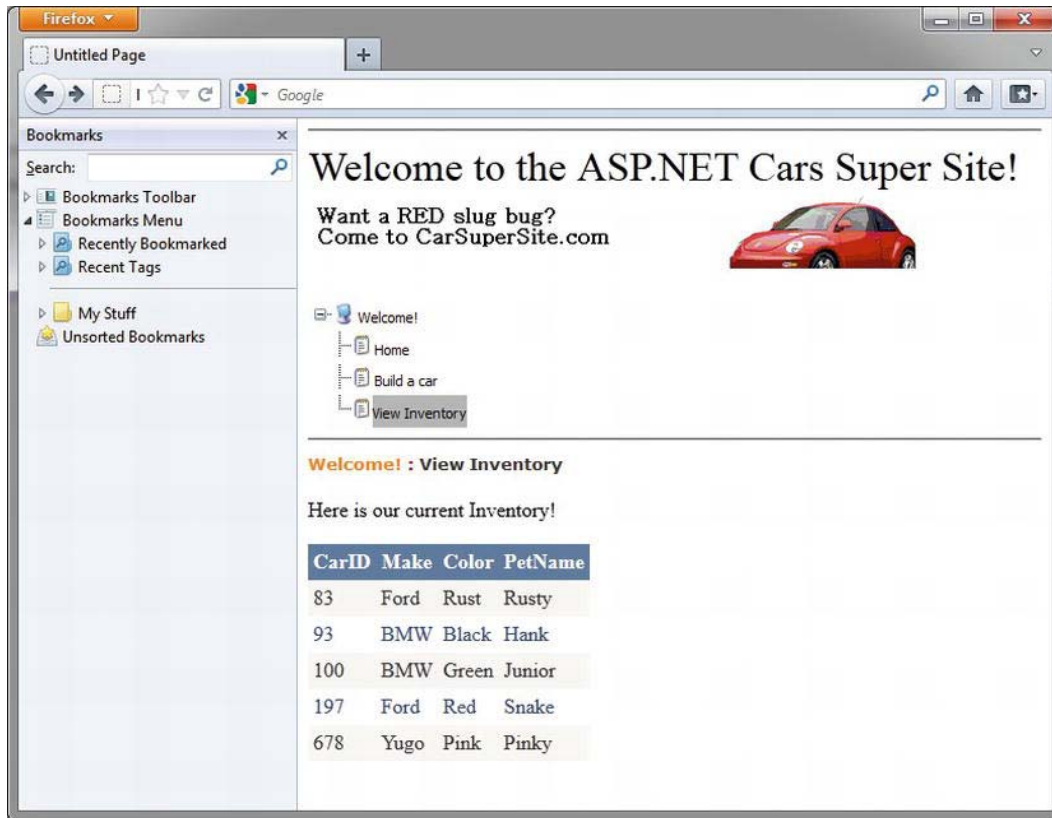 Firefox
Untitled Page
Google
Bookmarks
Search:
Bookmarks Toolbar
Bookmarks Menu
Recently Bookmarked
Recent Tags
My Stuff
Unsorted Bookmarks
Welcome to the ASP.NET Cars Super Site!
Want a RED slug bug?
Come to CarSuperSite.com
Welcome!
Home
Build a car
View Inventory
Welcome! : View Inventory
Here is our current Inventory!
CarID Make Color PetName
83 Ford Rust Rusty
93 BMW Black Hank
100 BMW Green Junior
197 Ford Red Snake
678 Yugo Pink Pinky